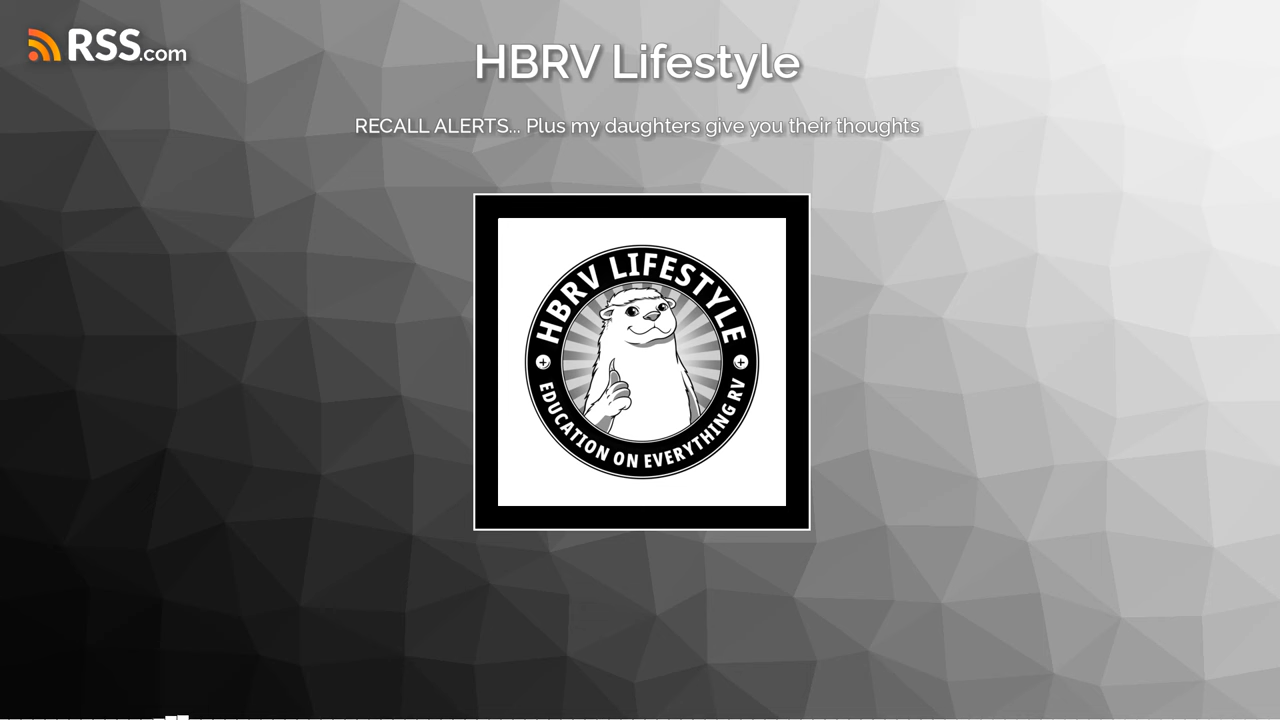 RSS.com
HBRV Lifestyle
RECALL ALERTS... Plus my daughters give you their thoughts
HBRV LIFESTYLE
EDUCATION ON EVERYTHING RV